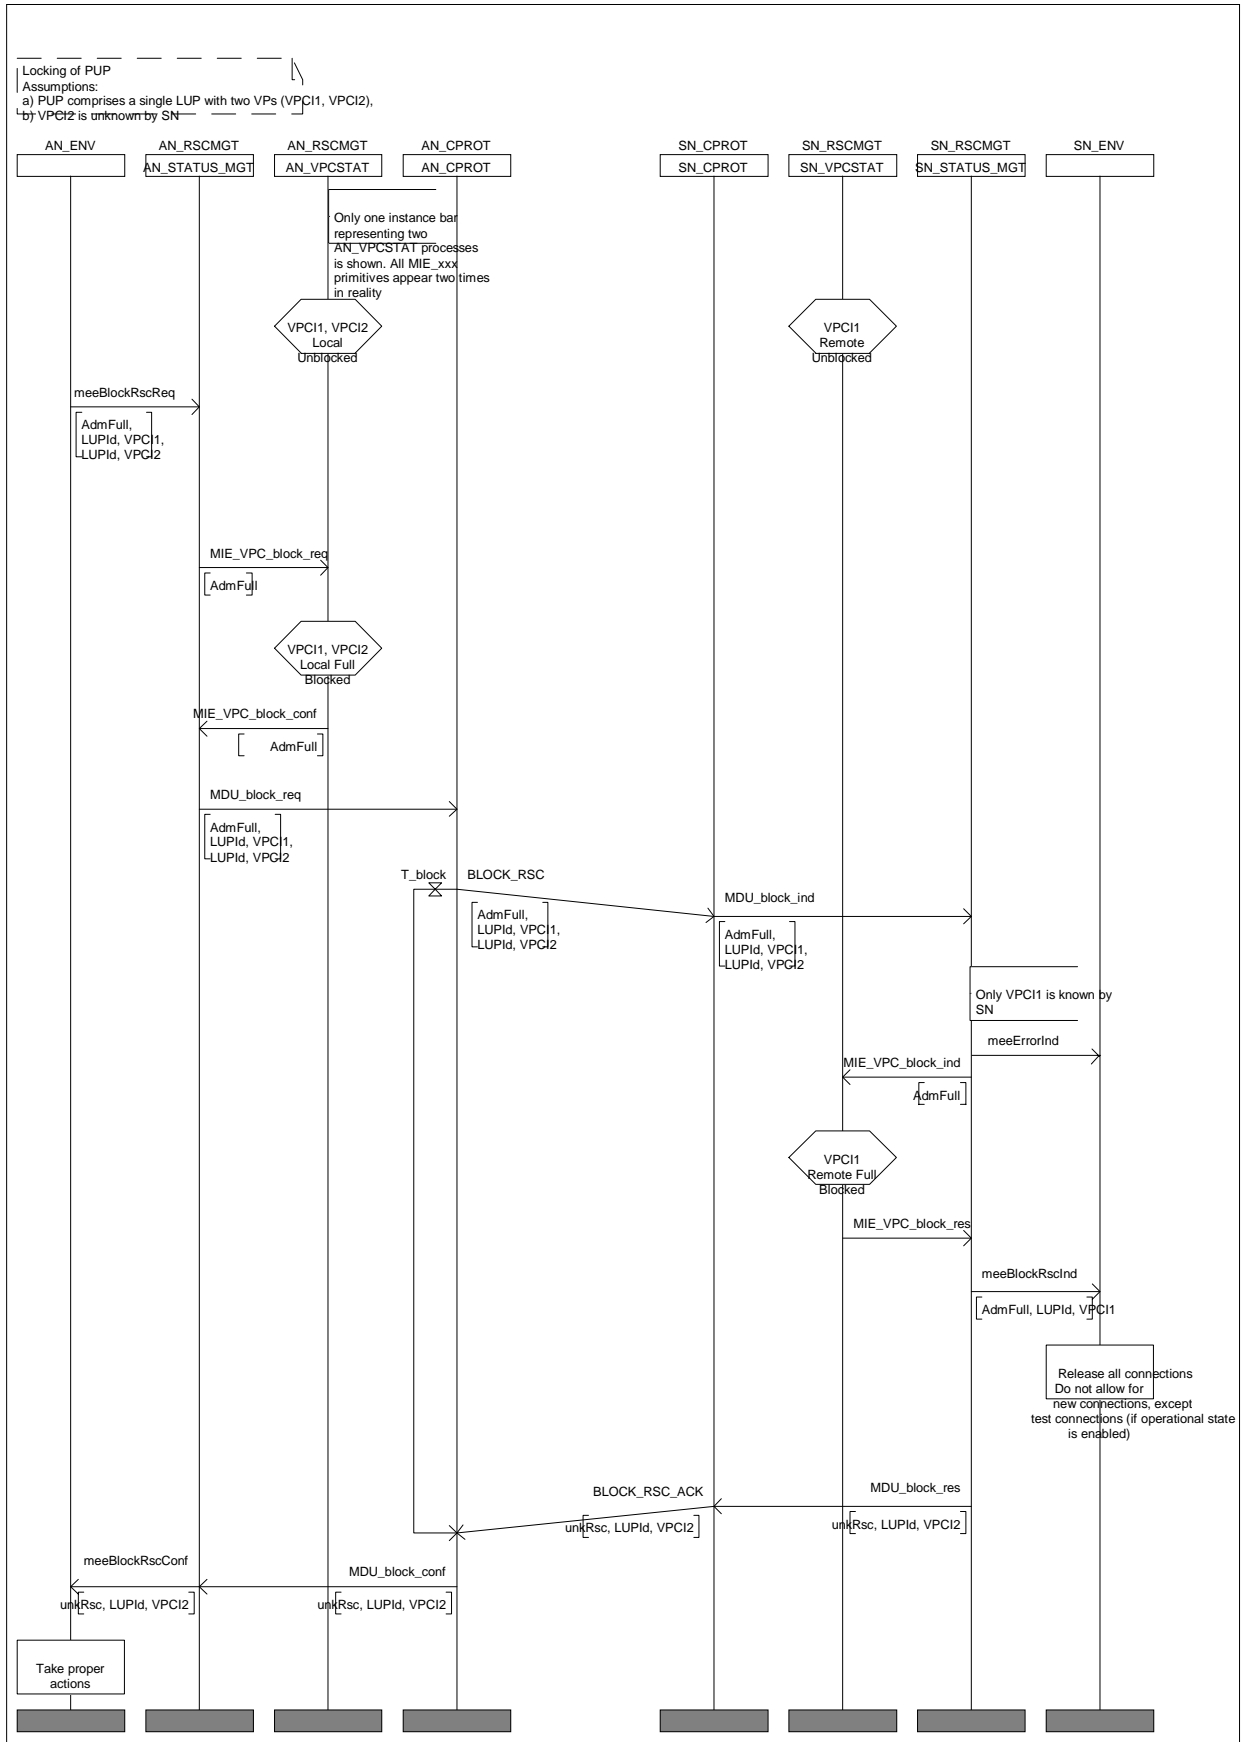 Locking of PUP
Assumptions:
a) PUP comprises a single LUP with two VPs (VPCI1, VPCI2),
b) VPCI2 is unknown by SN
AN_ENV
AN_RSCMGT
AN_RSCMGT
AN_CPROT
SN_CPROT
SN_RSCMGT
SN_RSCMGT
SN_ENV
AN_STATUS_MGT
AN_VPCSTAT
AN_CPROT
SN_CPROT
SN_VPCSTAT
SN_STATUS_MGT
Only one instance bar
representing two
AN_VPCSTAT processes
is shown. All MIE_xxx
primitives appear two times
in reality
VPCI1, VPCI2
Local
Unblocked
VPCI1
Remote
Unblocked
meeBlockRscReq
AdmFull,
LUPId, VPCI1,
LUPId, VPCI2
MIE_VPC_block_req
AdmFull
VPCI1, VPCI2
Local Full
Blocked
MIE_VPC_block_conf
AdmFull
MDU_block_req
AdmFull,
LUPId, VPCI1,
LUPId, VPCI2
T_block
BLOCK_RSC
AdmFull,
LUPId, VPCI1,
LUPId, VPCI2
MDU_block_ind
AdmFull,
LUPId, VPCI1,
LUPId, VPCI2
Only VPCI1 is known by
SN
meeErrorInd
MIE_VPC_block_ind
AdmFull
VPCI1
Remote Full
Blocked
MIE_VPC_block_res
meeBlockRscInd
AdmFull, LUPId, VPCI1
Release all connections
Do not allow for
new connections, except
test connections (if operational state
is enabled)
MDU_block_res
unkRsc, LUPId, VPCI2
BLOCK_RSC_ACK
unkRsc, LUPId, VPCI2
MDU_block_conf
unkRsc, LUPId, VPCI2
meeBlockRscConf
unkRsc, LUPId, VPCI2
Take proper
actions